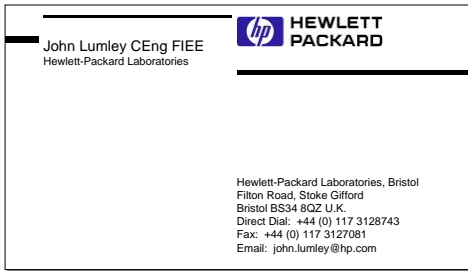 John Lumley CEng FIEE
Hewlett-Packard Laboratories
hp HEWLETT
PACKARD
Hewlett-Packard Laboratories, Bristol
Filton Road, Stoke Gifford
Bristol BS34 8QZ U.K.
Direct Dial: +44 (0) 117 3128743
Fax: +44 (0) 117 3127081
Email: john.lumley@hp.com